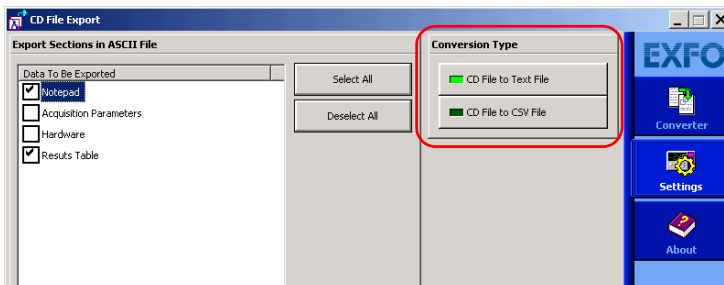 CD File Export
Export Sections in ASCII File
Conversion Type
EXFO
Data To Be Exported
Notepad
Acquisition Parameters
Hardware
Resuts Table
Select All
Deselect All
CD File to Text File
CD File to CSV File
Converter
Settings
About